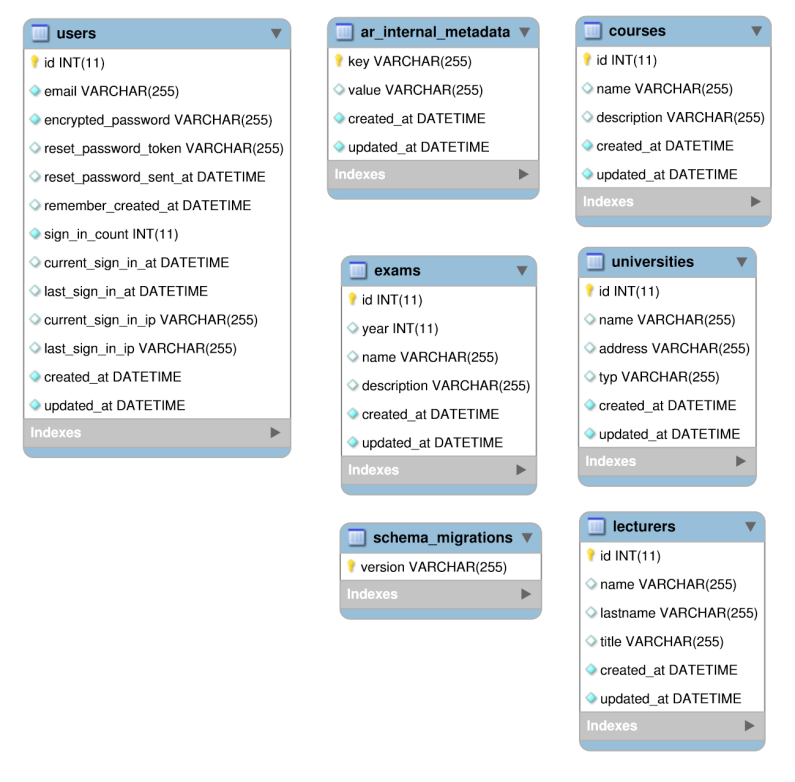 users
id INT(11)
email VARCHAR(255)
encrypted_password VARCHAR(255)
reset_password_token VARCHAR(255)
reset_password_sent_at DATETIME
remember_created_at DATETIME
sign_in_count INT(11)
current_sign_in_at DATETIME
last_sign_in_at DATETIME
current_sign_in_ip VARCHAR(255)
last_sign_in_ip VARCHAR(255)
created_at DATETIME
updated_at DATETIME
Indexes
ar_internal_metadata
key VARCHAR(255)
value VARCHAR(255)
created_at DATETIME
updated_at DATETIME
Indexes
courses
id INT(11)
name VARCHAR(255)
description VARCHAR(255)
created_at DATETIME
updated_at DATETIME
Indexes
exams
id INT(11)
year INT(11)
name VARCHAR(255)
description VARCHAR(255)
created_at DATETIME
updated_at DATETIME
Indexes
universities
id INT(11)
name VARCHAR(255)
address VARCHAR(255)
typ VARCHAR(255)
created_at DATETIME
updated_at DATETIME
Indexes
schema_migrations
version VARCHAR(255)
Indexes
lecturers
id INT(11)
name VARCHAR(255)
lastname VARCHAR(255)
title VARCHAR(255)
created_at DATETIME
updated_at DATETIME
Indexes